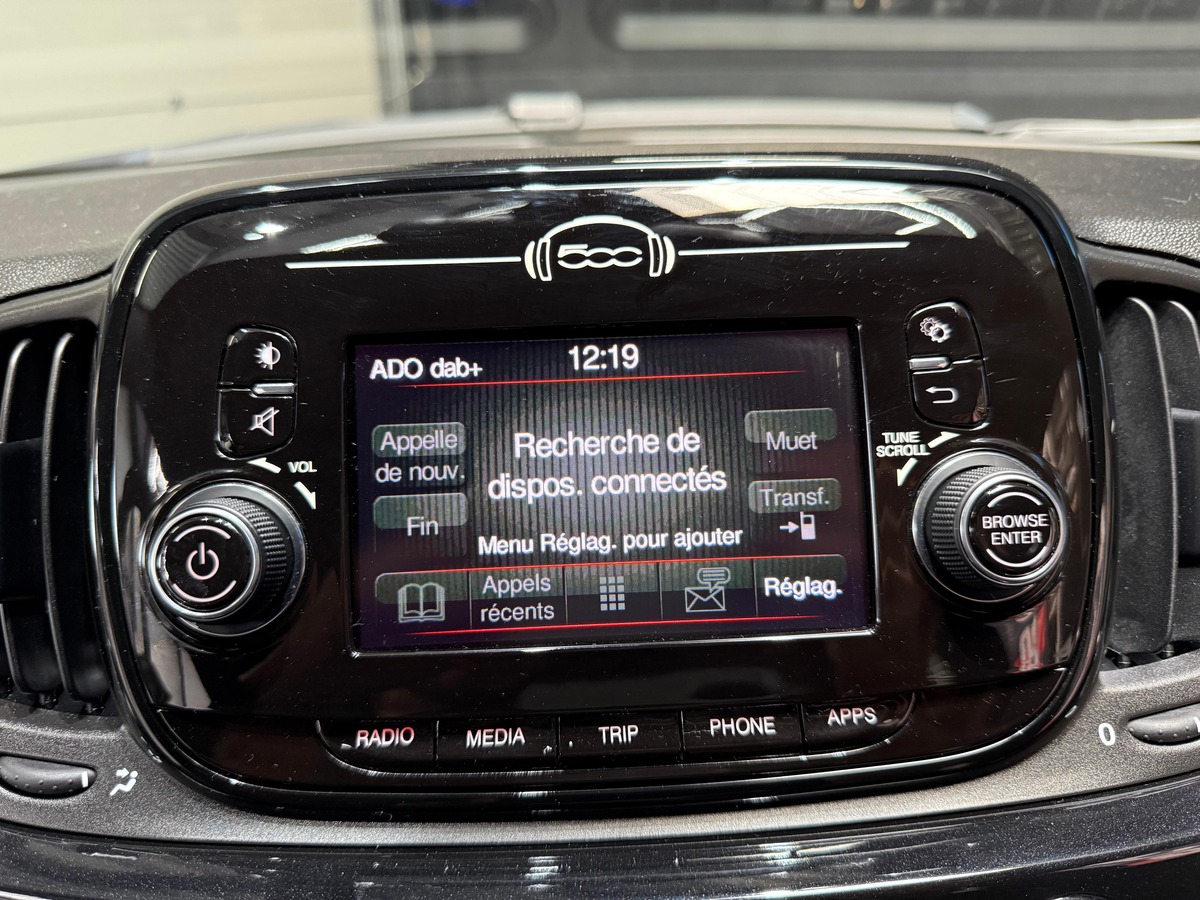 500
ADO dab+
12:19
Appelle
de nouv.
Recherche de
dispos. connectés
Muet
Fin
Transf.
Menu Réglag. pour ajouter
Appels
récents
Réglag.
VOL
TUNE
SCROLL
BROWSE
ENTER
RADIO
MEDIA
TRIP
PHONE
APPS
0